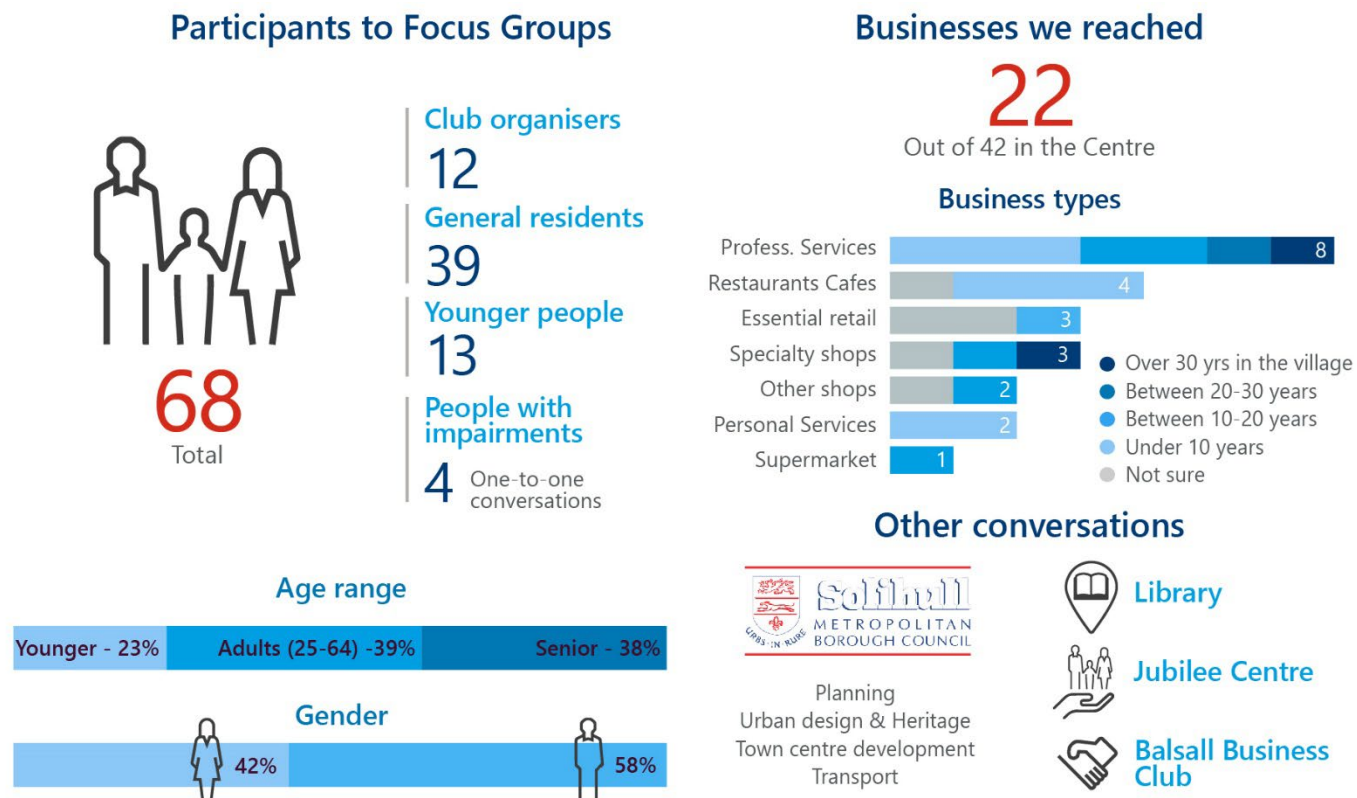 Participants to Focus Groups
68
Total
Club organisers
12
General residents
39
Younger people
13
People with
impairments
4 One-to-one
conversations
Age range
Younger - 23%
Adults (25-64) -39%
Senior - 38%
Gender
42%
58%
Businesses we reached
22
Out of 42 in the Centre
Business types
Profess. Services 8
Restaurants Cafes 4
Essential retail 3
Specialty shops 3
Other shops 2
Personal Services 2
Supermarket 1
Over 30 yrs in the village
Between 20-30 years
Between 10-20 years
Under 10 years
Not sure
Other conversations
Solihull
METROPOLITAN
BOROUGH COUNCIL
URBS IN RURE
Planning
Urban design & Heritage
Town centre development
Transport
Library
Jubilee Centre
Balsall Business
Club